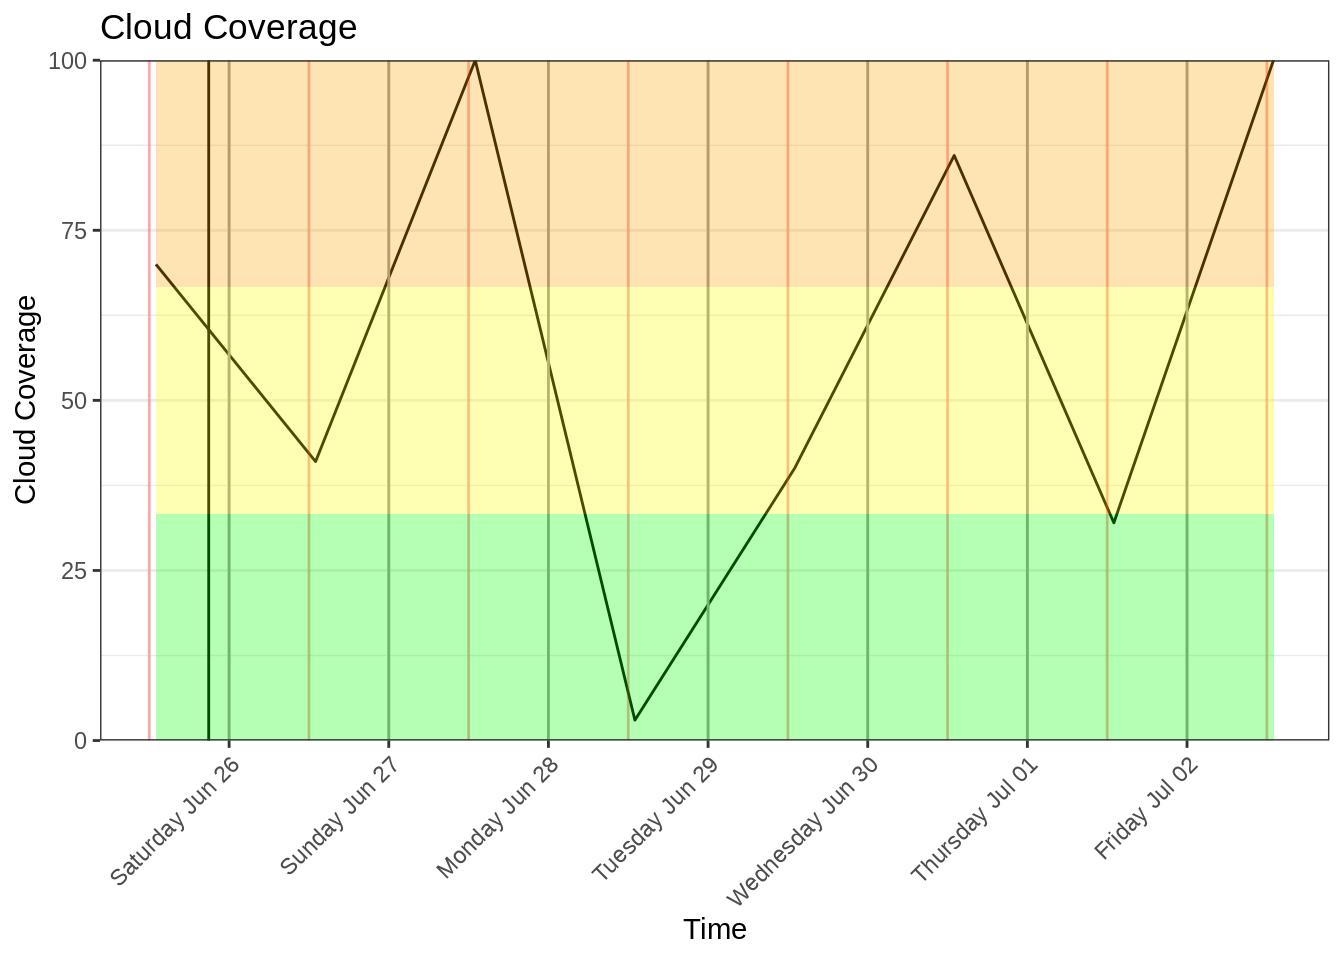 Cloud Coverage
100
75
50
25
0
Cloud Coverage
Saturday Jun 26
Sunday Jun 27
Monday Jun 28
Tuesday Jun 29
Wednesday Jun 30
Thursday Jul 01
Friday Jul 02
Time